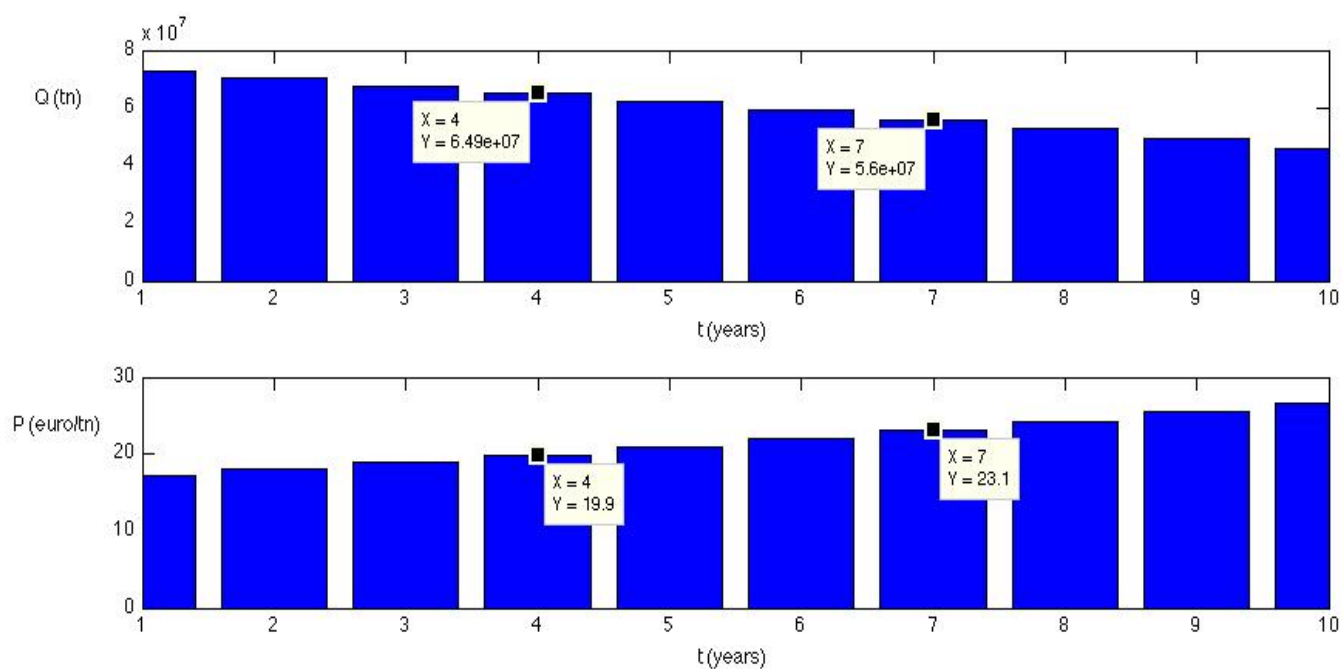 x 10^7
8
6
4
2
0
Q (tn)
X = 4
Y = 6.49e+07
X = 7
Y = 5.6e+07
1 2 3 4 5 6 7 8 9 10
t (years)
30
20
10
0
P (euro/tn)
X = 4
Y = 19.9
X = 7
Y = 23.1
1 2 3 4 5 6 7 8 9 10
t (years)